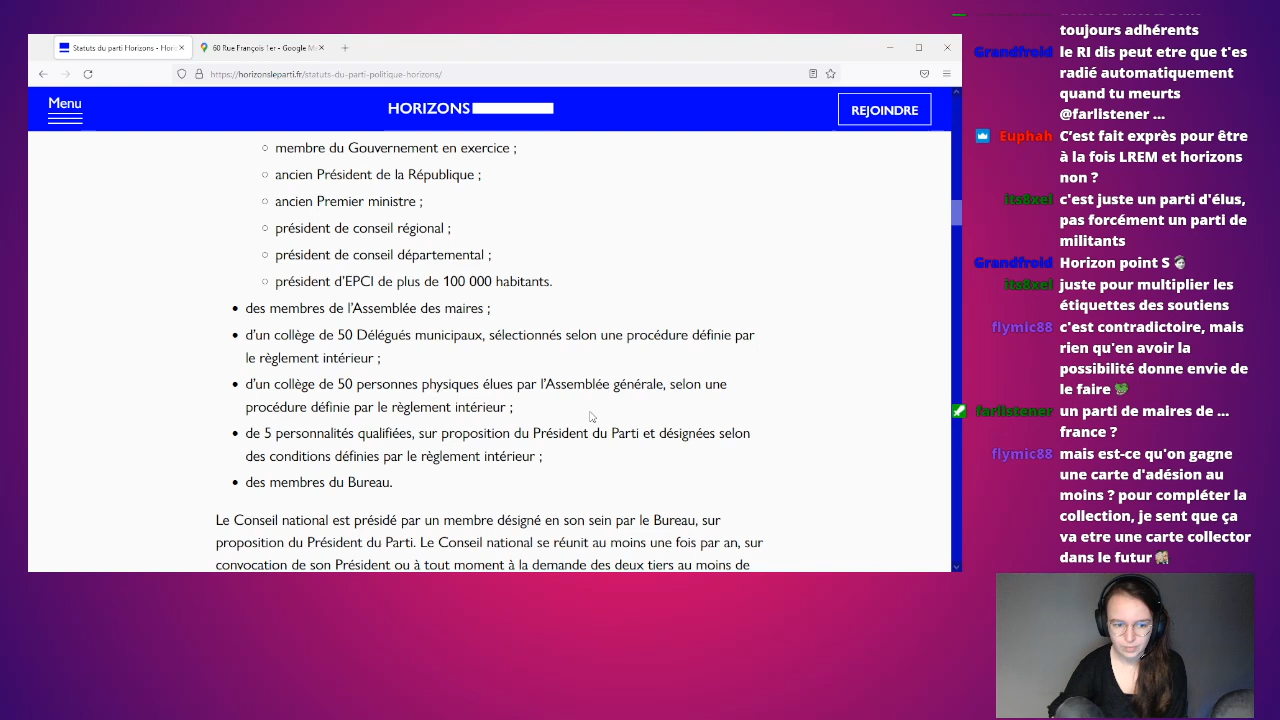 Statuts du parti Horizons - Hori
60 Rue François 1er - Google M
https://horizonsleparti.fr/statuts-du-parti-politique-horizons/
Menu
HORIZONS
REJOINDRE
membre du Gouvernement en exercice ;
ancien Président de la République ;
ancien Premier ministre ;
président de conseil régional ;
président de conseil départemental ;
président d'EPCI de plus de 100 000 habitants.
des membres de l'Assemblée des maires ;
d'un collège de 50 Délégués municipaux, sélectionnés selon une procédure définie par
le règlement intérieur ;
d'un collège de 50 personnes physiques élues par l'Assemblée générale, selon une
procédure définie par le règlement intérieur ;
de 5 personnalités qualifiées, sur proposition du Président du Parti et désignées selon
des conditions définies par le règlement intérieur ;
des membres du Bureau.
Le Conseil national est présidé par un membre désigné en son sein par le Bureau, sur
proposition du Président du Parti. Le Conseil national se réunit au moins une fois par an, sur
convocation de son Président ou à tout moment à la demande des deux tiers au moins de
toujours adhérents
Grandfroid le RI dis peut etre que t'es
radié automatiquement
quand tu meurts
@farlistener ...
Euphah C'est fait exprès pour être
à la fois LREM et horizons
non ?
its8xel c'est juste un parti d'élus,
pas forcément un parti de
militants
Grandfroid Horizon point S
its8xel juste pour multiplier les
étiquettes des soutiens
flymic88 c'est contradictoire, mais
rien qu'en avoir la
possibilité donne envie de
le faire
farlistener un parti de maires de ...
france ?
flymic88 mais est-ce qu'on gagne
une carte d'adésion au
moins ? pour compléter la
collection, je sent que ça
va etre une carte collector
dans le futur